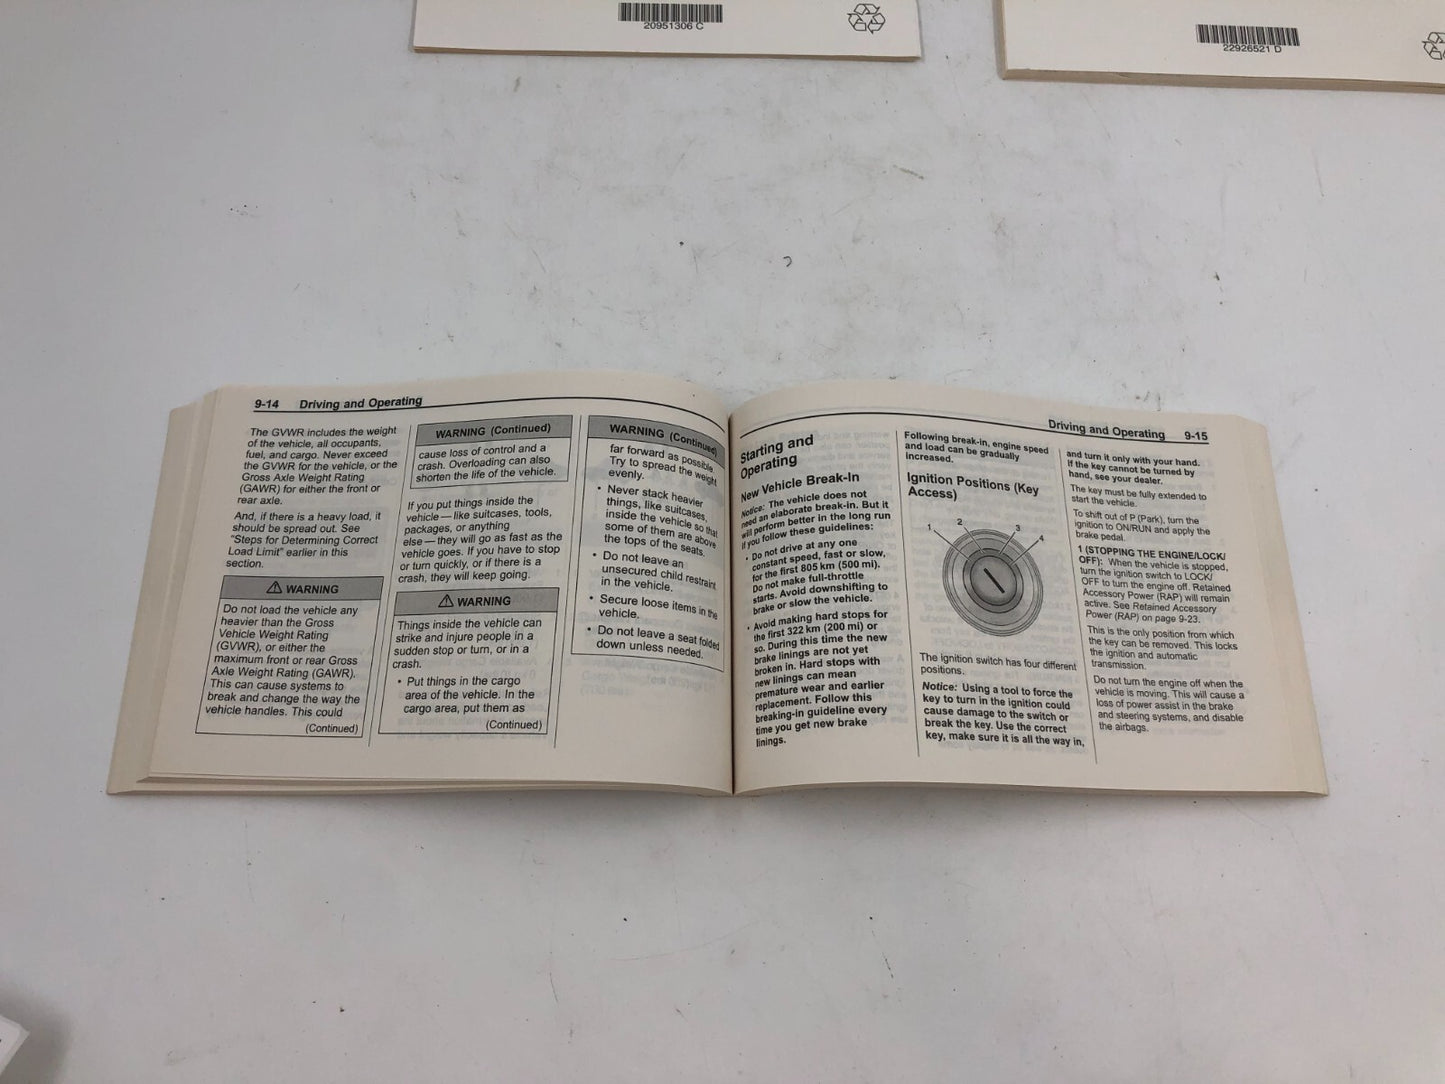 20951306 C
22926521 D
9-14 Driving and Operating
The GVWR includes the weight
of the vehicle, all occupants,
fuel, and cargo. Never exceed
the GVWR for the vehicle, or the
Gross Axle Weight Rating
(GAWR) for either the front or
rear axle.
And, if there is a heavy load, it
should be spread out. See
"Steps for Determining Correct
Load Limit" earlier in this
section.
⚠ WARNING
Do not load the vehicle any
heavier than the Gross
Vehicle Weight Rating
(GVWR), or either the
maximum front or rear Gross
Axle Weight Rating (GAWR).
This can cause systems to
break and change the way the
vehicle handles. This could
(Continued)
WARNING (Continued)
cause loss of control and a
crash. Overloading can also
shorten the life of the vehicle.
If you put things inside the
vehicle — like suitcases, tools,
packages, or anything
else — they will go as fast as the
vehicle goes. If you have to stop
or turn quickly, or if there is a
crash, they will keep going.
⚠ WARNING
Things inside the vehicle can
strike and injure people in a
sudden stop or turn, or in a
crash.
• Put things in the cargo
area of the vehicle. In the
cargo area, put them as
(Continued)
WARNING (Continued)
far forward as possible.
Try to spread the weight
evenly.
• Never stack heavier
things, like suitcases,
inside the vehicle so that
some of them are above
the tops of the seats.
• Do not leave an
unsecured child restraint
in the vehicle.
• Secure loose items in the
vehicle.
• Do not leave a seat folded
down unless needed.
Driving and Operating 9-15
Starting and
Operating
New Vehicle Break-In
Notice: The vehicle does not
need an elaborate break-in. But it
will perform better in the long run
if you follow these guidelines:
• Do not drive at any one
constant speed, fast or slow,
for the first 805 km (500 mi).
Do not make full-throttle
starts. Avoid downshifting to
brake or slow the vehicle.
• Avoid making hard stops for
the first 322 km (200 mi) or
so. During this time the new
brake linings are not yet
broken in. Hard stops with
new linings can mean
premature wear and earlier
replacement. Follow this
breaking-in guideline every
time you get new brake
linings.
Following break-in, engine speed
and load can be gradually
increased.
Ignition Positions (Key
Access)
1
2
3
4
The ignition switch has four different
positions.
Notice: Using a tool to force the
key to turn in the ignition could
cause damage to the switch or
break the key. Use the correct
key, make sure it is all the way in,
and turn it only with your hand.
If the key cannot be turned by
hand, see your dealer.
The key must be fully extended to
start the vehicle.
To shift out of P (Park), turn the
ignition to ON/RUN and apply the
brake pedal.
1 (STOPPING THE ENGINE/LOCK/
OFF): When the vehicle is stopped,
turn the ignition switch to LOCK/
OFF to turn the engine off. Retained
Accessory Power (RAP) will remain
active. See Retained Accessory
Power (RAP) on page 9-23.
This is the only position from which
the key can be removed. This locks
the ignition and automatic
transmission.
Do not turn the engine off when the
vehicle is moving. This will cause a
loss of power assist in the brake
and steering systems, and disable
the airbags.